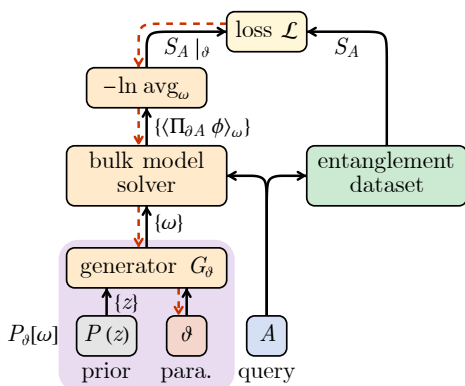 loss ℒ
S_A |_ϑ
S_A
−ln avg_ω
{⟨Π_∂A ϕ⟩_ω}
bulk model
solver
entanglement
dataset
{ω}
generator G_ϑ
{z}
P_ϑ[ω]
P (z)
ϑ
A
prior
para.
query